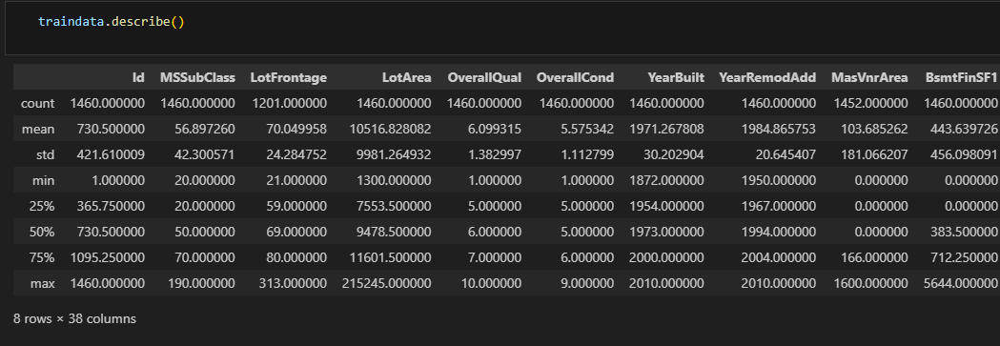 traindata.describe()
Id MSSubClass LotFrontage LotArea OverallQual OverallCond YearBuilt YearRemodAdd MasVnrArea BsmtFinSF1
count 1460.000000 1460.000000 1201.000000 1460.000000 1460.000000 1460.000000 1460.000000 1460.000000 1452.000000 1460.000000
mean 730.500000 56.897260 70.049958 10516.828082 6.099315 5.575342 1971.267808 1984.865753 103.685262 443.639726
std 421.610009 42.300571 24.284752 9981.264932 1.382997 1.112799 30.202904 20.645407 181.066207 456.098091
min 1.000000 20.000000 21.000000 1300.000000 1.000000 1.000000 1872.000000 1950.000000 0.000000 0.000000
25% 365.750000 20.000000 59.000000 7553.500000 5.000000 5.000000 1954.000000 1967.000000 0.000000 0.000000
50% 730.500000 50.000000 69.000000 9478.500000 6.000000 5.000000 1973.000000 1994.000000 0.000000 383.500000
75% 1095.250000 70.000000 80.000000 11601.500000 7.000000 6.000000 2000.000000 2004.000000 166.000000 712.250000
max 1460.000000 190.000000 313.000000 215245.000000 10.000000 9.000000 2010.000000 2010.000000 1600.000000 5644.000000
8 rows × 38 columns